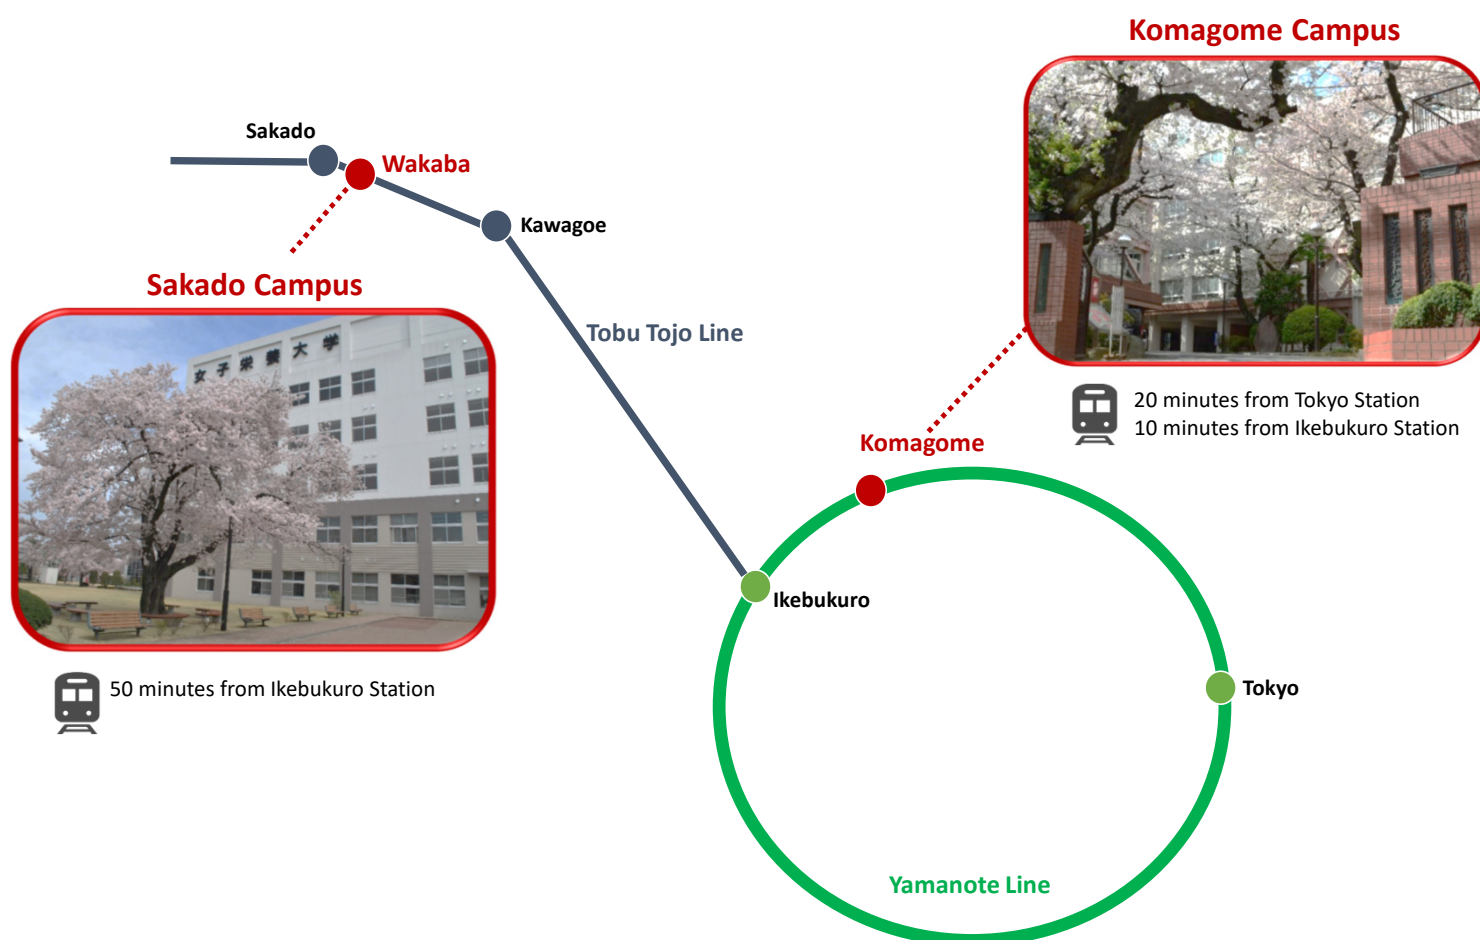 Komagome Campus
Sakado
Wakaba
Kawagoe
Sakado Campus
女子栄養大学
Tobu Tojo Line
20 minutes from Tokyo Station
10 minutes from Ikebukuro Station
Komagome
Ikebukuro
50 minutes from Ikebukuro Station
Tokyo
Yamanote Line